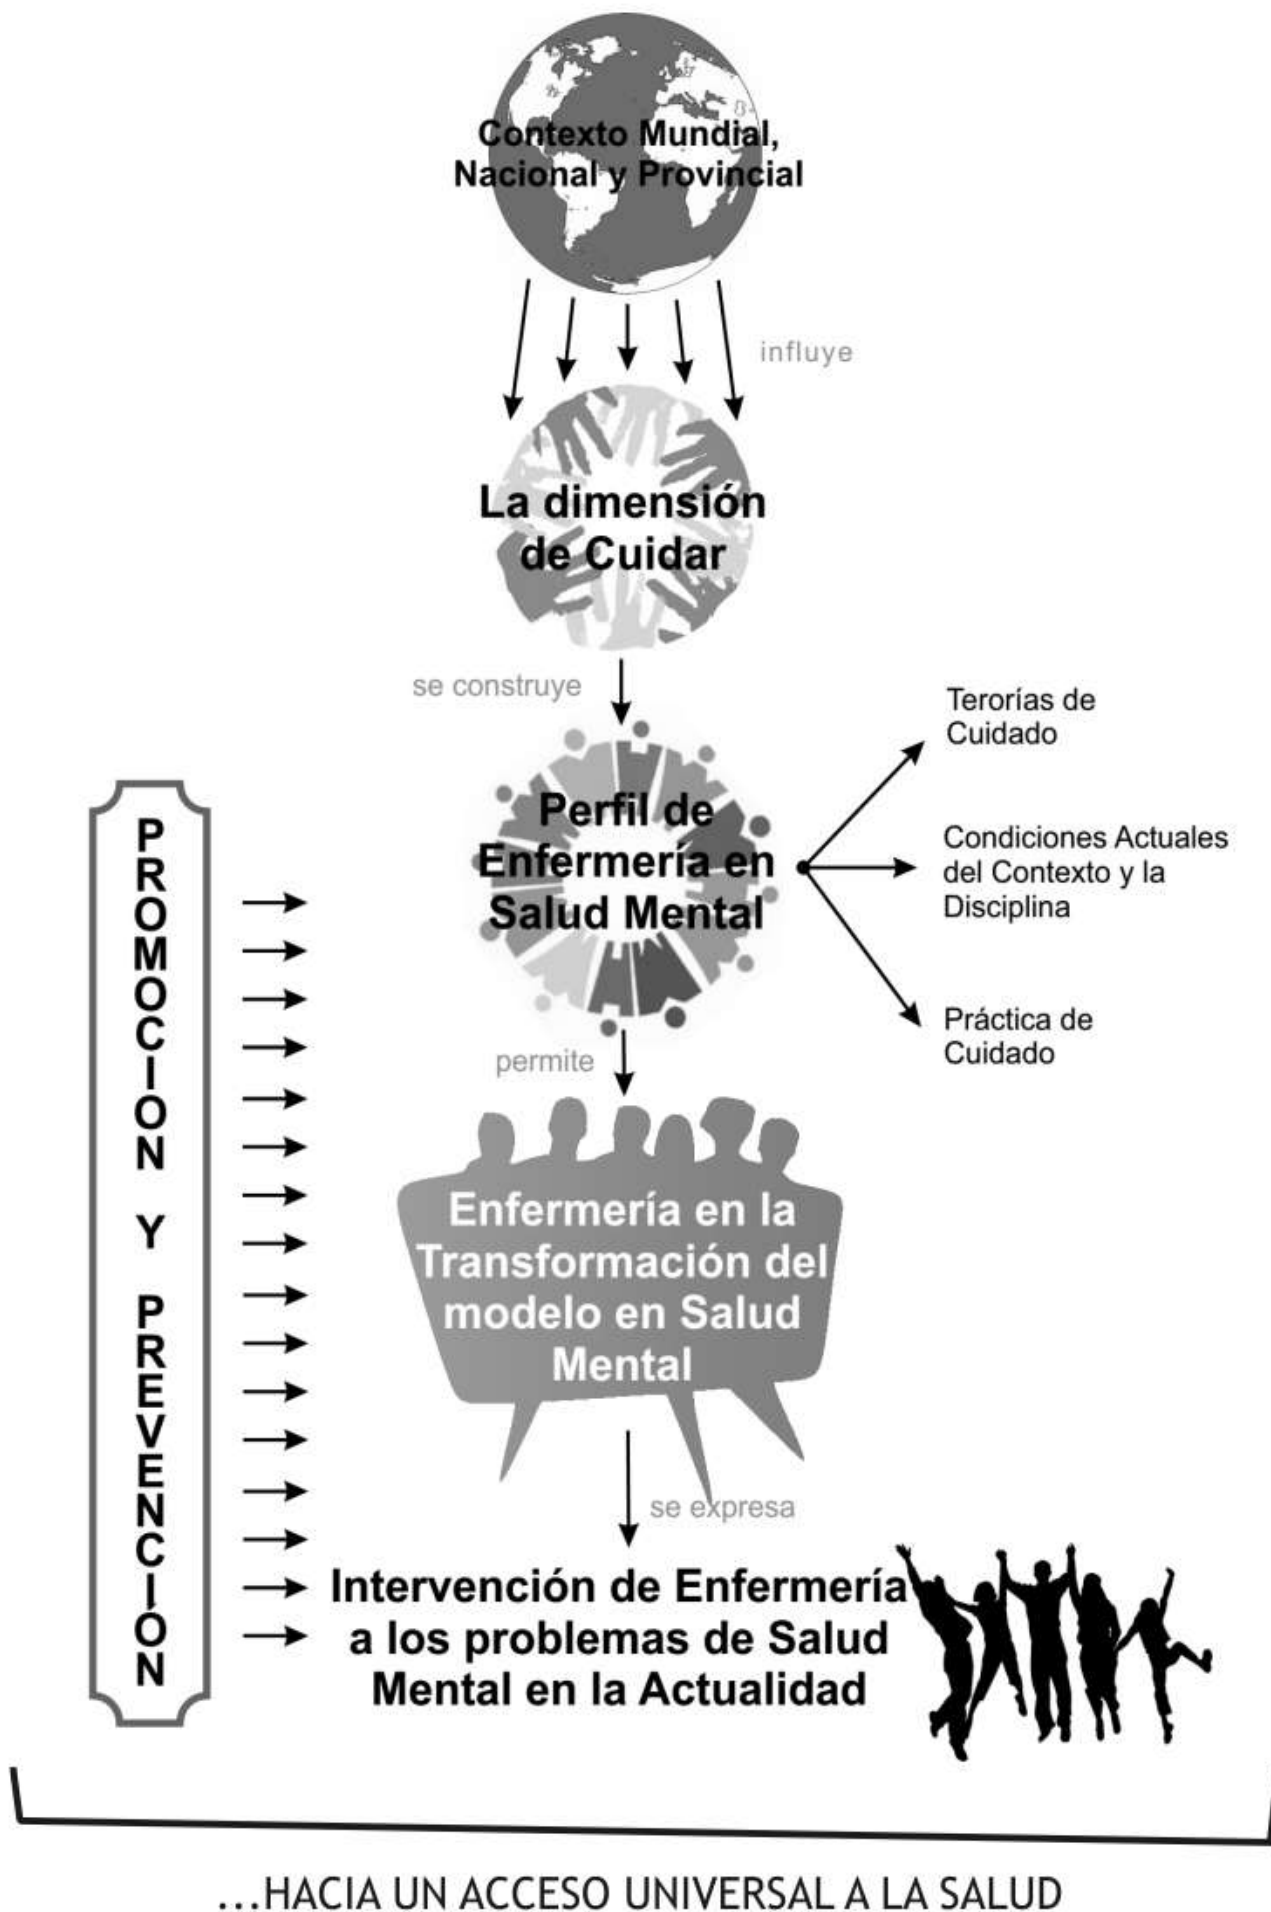 Contexto Mundial,
Nacional y Provincial
influye
La dimensión
de Cuidar
se construye
Perfil de
Enfermería en
Salud Mental
Terorías de
Cuidado
Condiciones Actuales
del Contexto y la
Disciplina
Práctica de
Cuidado
permite
Enfermería en la
Transformación del
modelo en Salud
Mental
se expresa
Intervención de Enfermería
a los problemas de Salud
Mental en la Actualidad
PROMOCION Y PREVENCIÓN
...HACIA UN ACCESO UNIVERSAL A LA SALUD